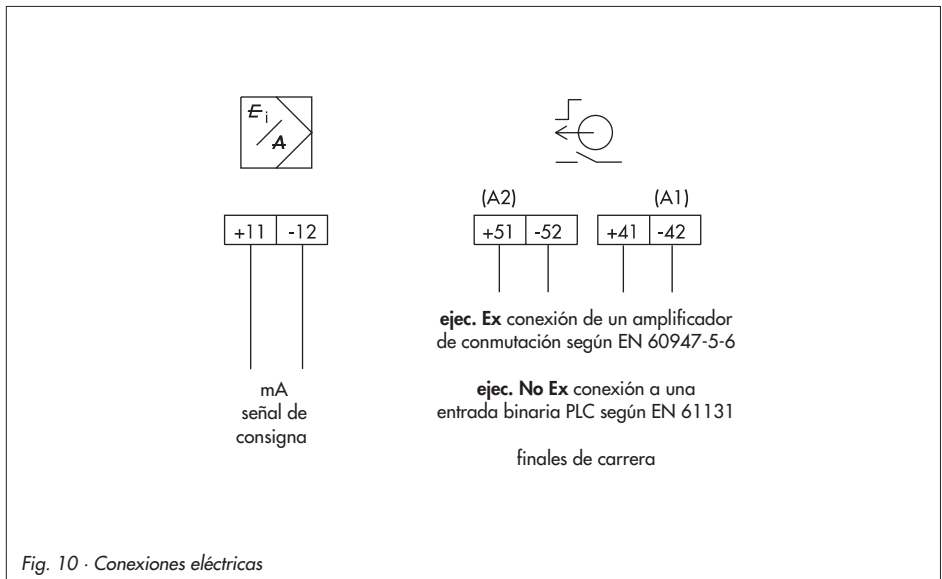 E i
A
(A2) (A1)
+11 -12 +51 -52 +41 -42
mA
señal de
consigna
ejec. Ex conexión de un amplificador
de conmutación según EN 60947-5-6
ejec. No Ex conexión a una
entrada binaria PLC según EN 61131
finales de carrera
Fig. 10 · Conexiones eléctricas